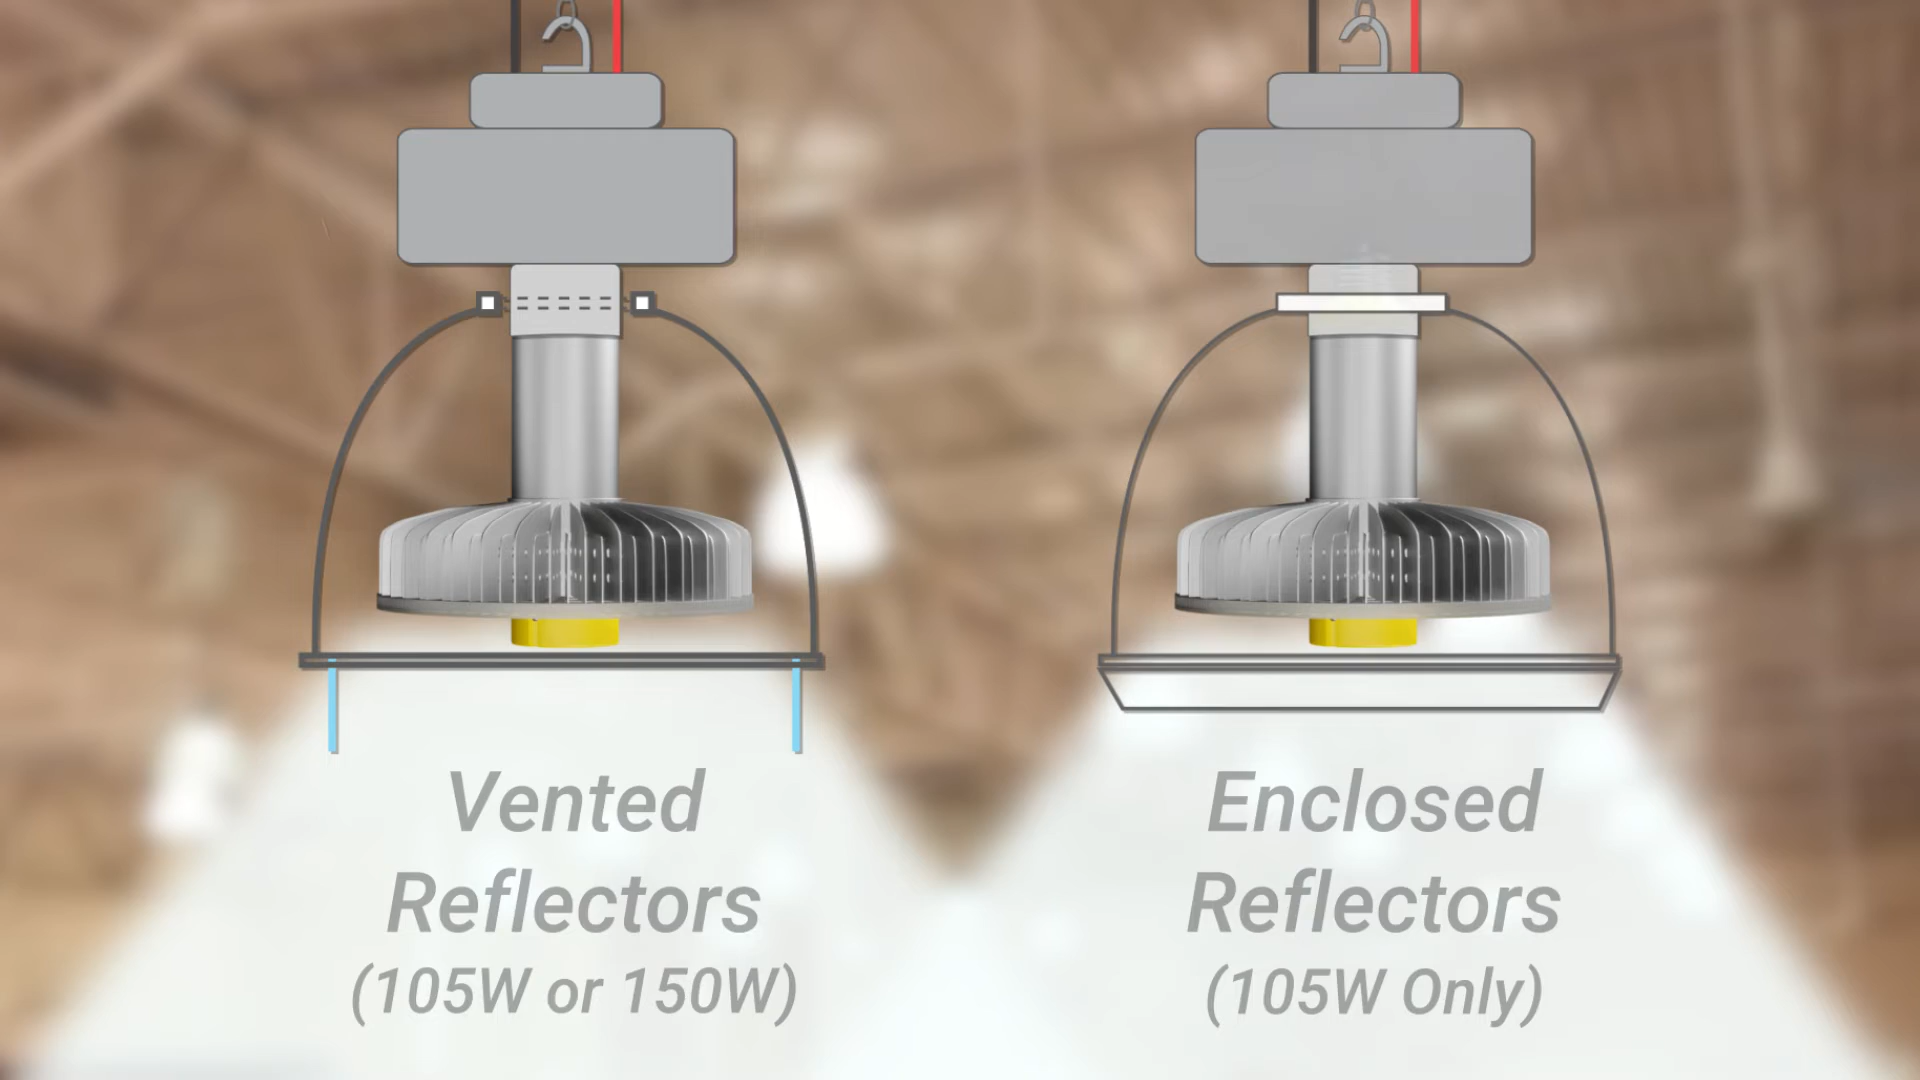 Vented
Reflectors
(105W or 150W)
Enclosed
Reflectors
(105W Only)